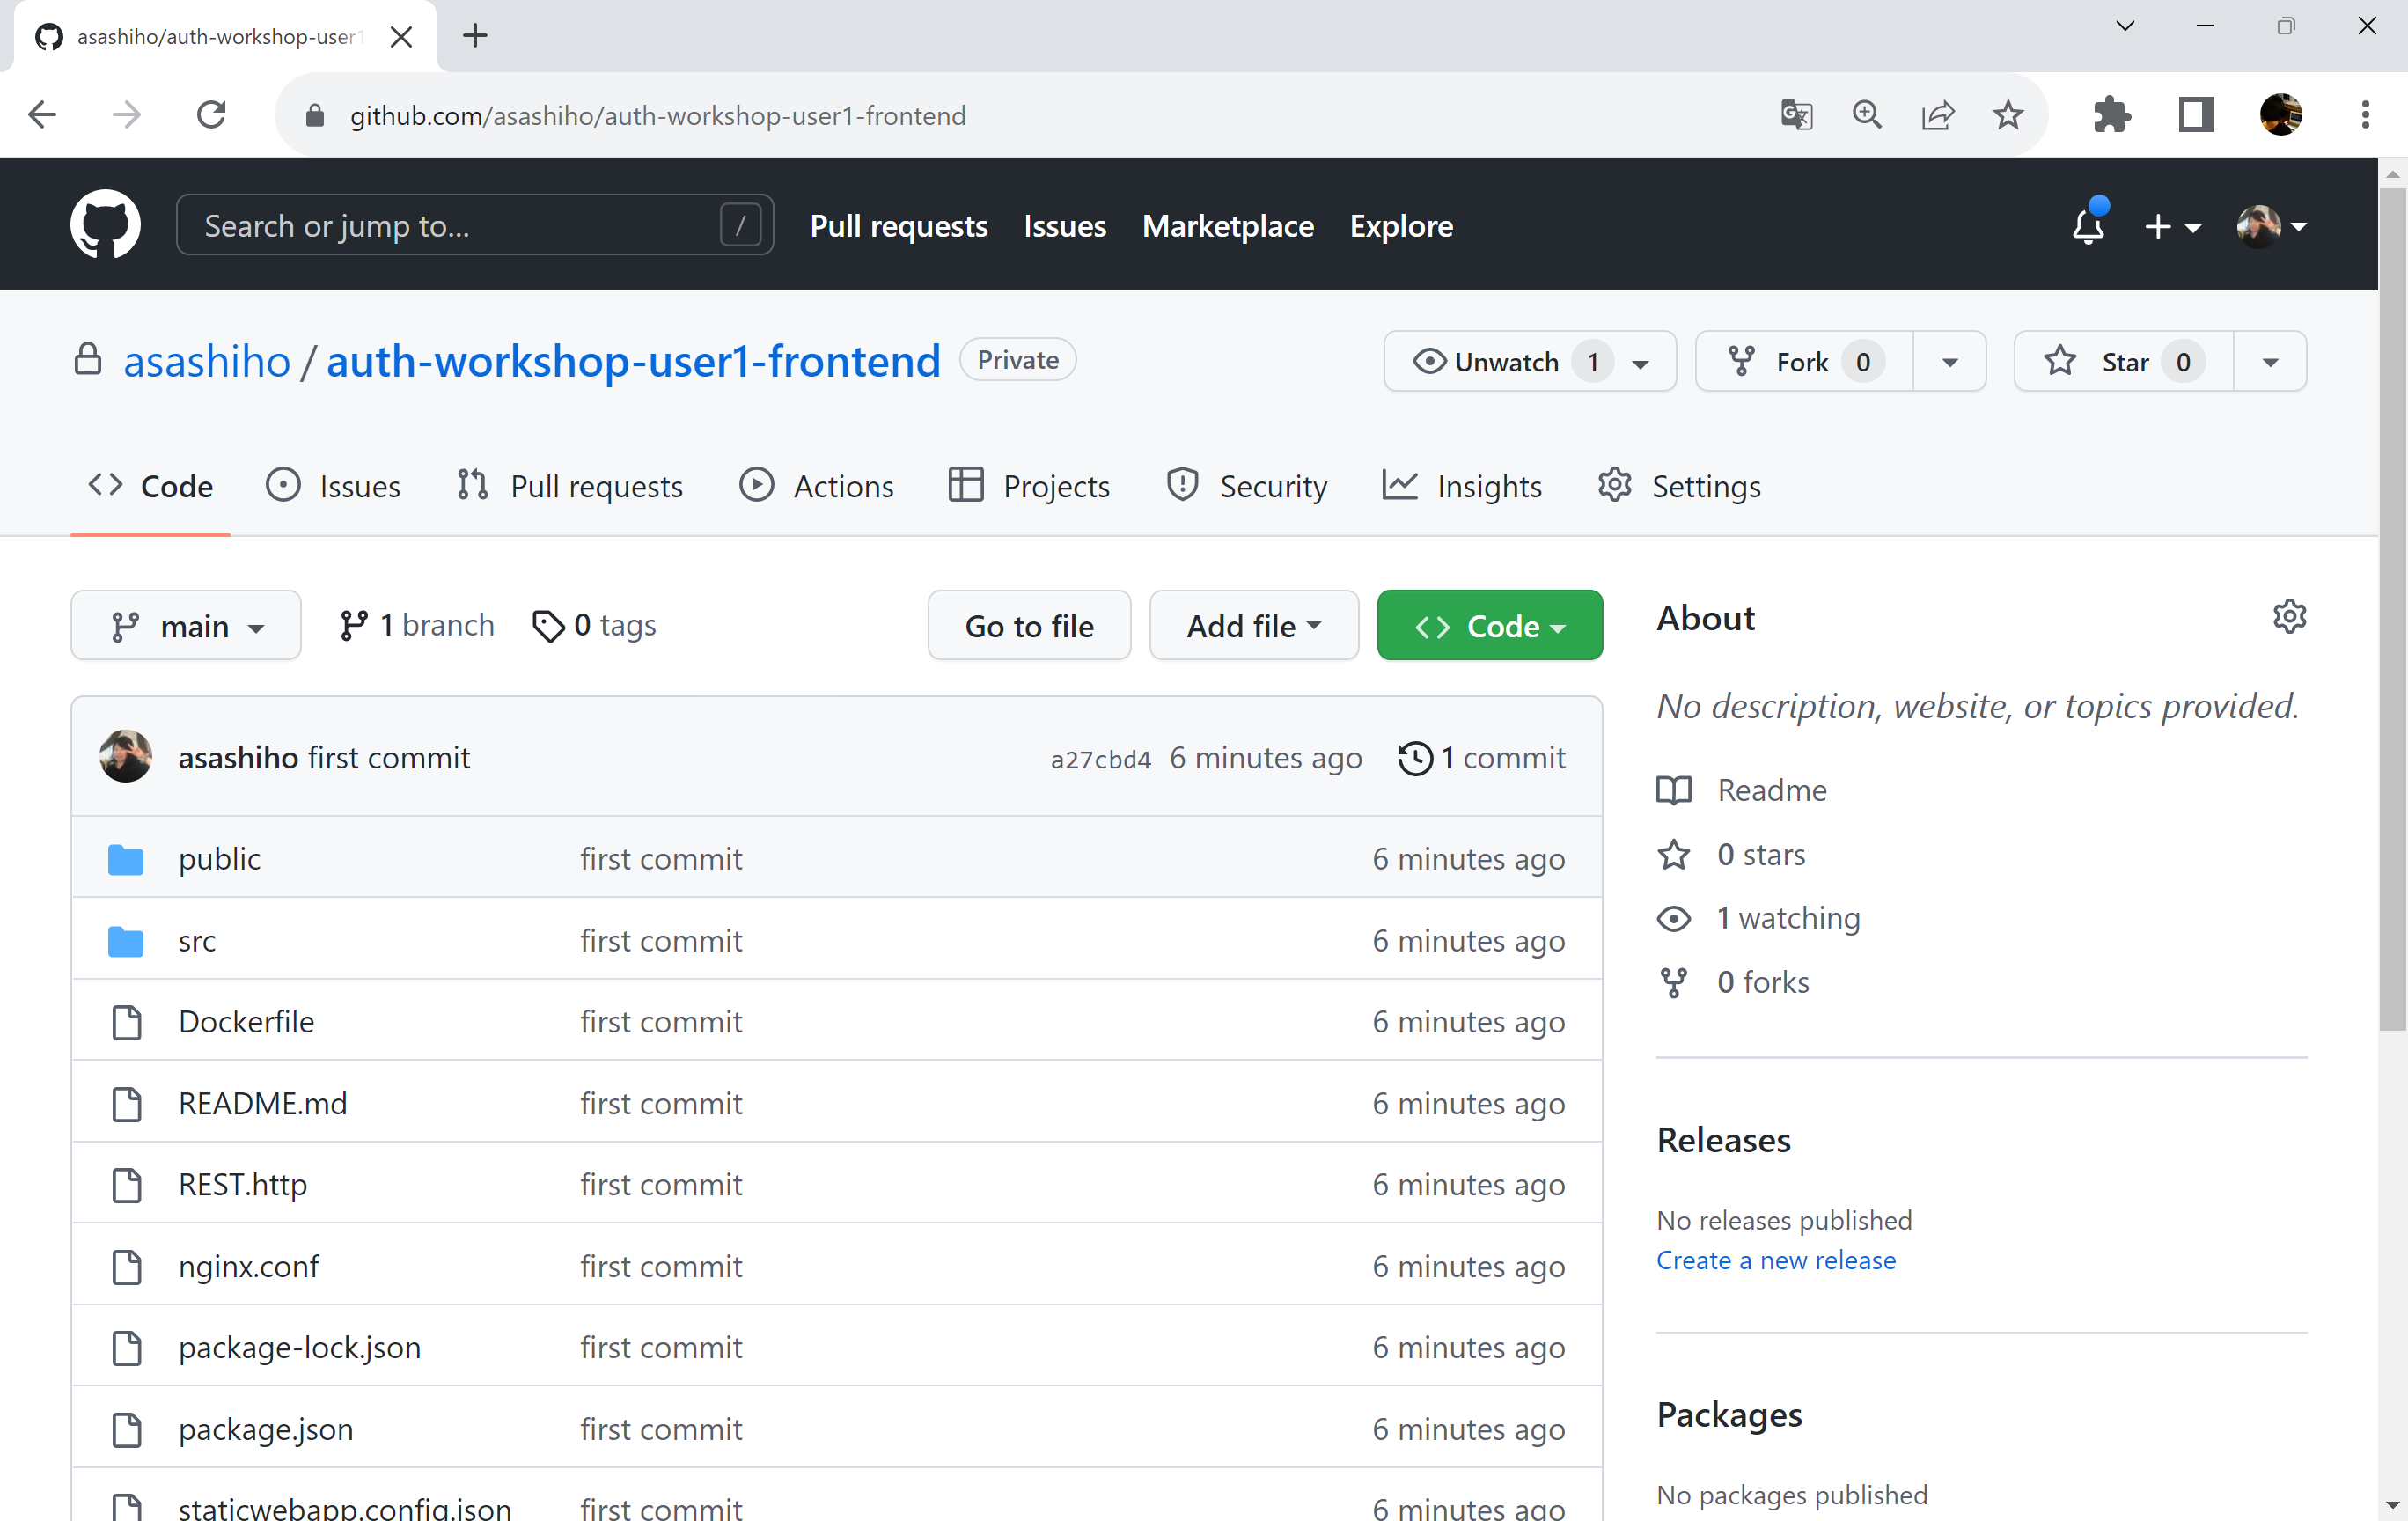 asashiho/auth-workshop-user1
github.com/asashiho/auth-workshop-user1-frontend
Search or jump to... / Pull requests Issues Marketplace Explore
asashiho / auth-workshop-user1-frontend Private Unwatch 1 Fork 0 Star 0
Code Issues Pull requests Actions Projects Security Insights Settings
main 1 branch 0 tags Go to file Add file Code
asashiho first commit a27cbd4 6 minutes ago 1 commit
public first commit 6 minutes ago
src first commit 6 minutes ago
Dockerfile first commit 6 minutes ago
README.md first commit 6 minutes ago
REST.http first commit 6 minutes ago
nginx.conf first commit 6 minutes ago
package-lock.json first commit 6 minutes ago
package.json first commit 6 minutes ago
staticwebapp.config.json first commit 6 minutes ago
About
No description, website, or topics provided.
Readme
0 stars
1 watching
0 forks
Releases
No releases published
Create a new release
Packages
No packages published